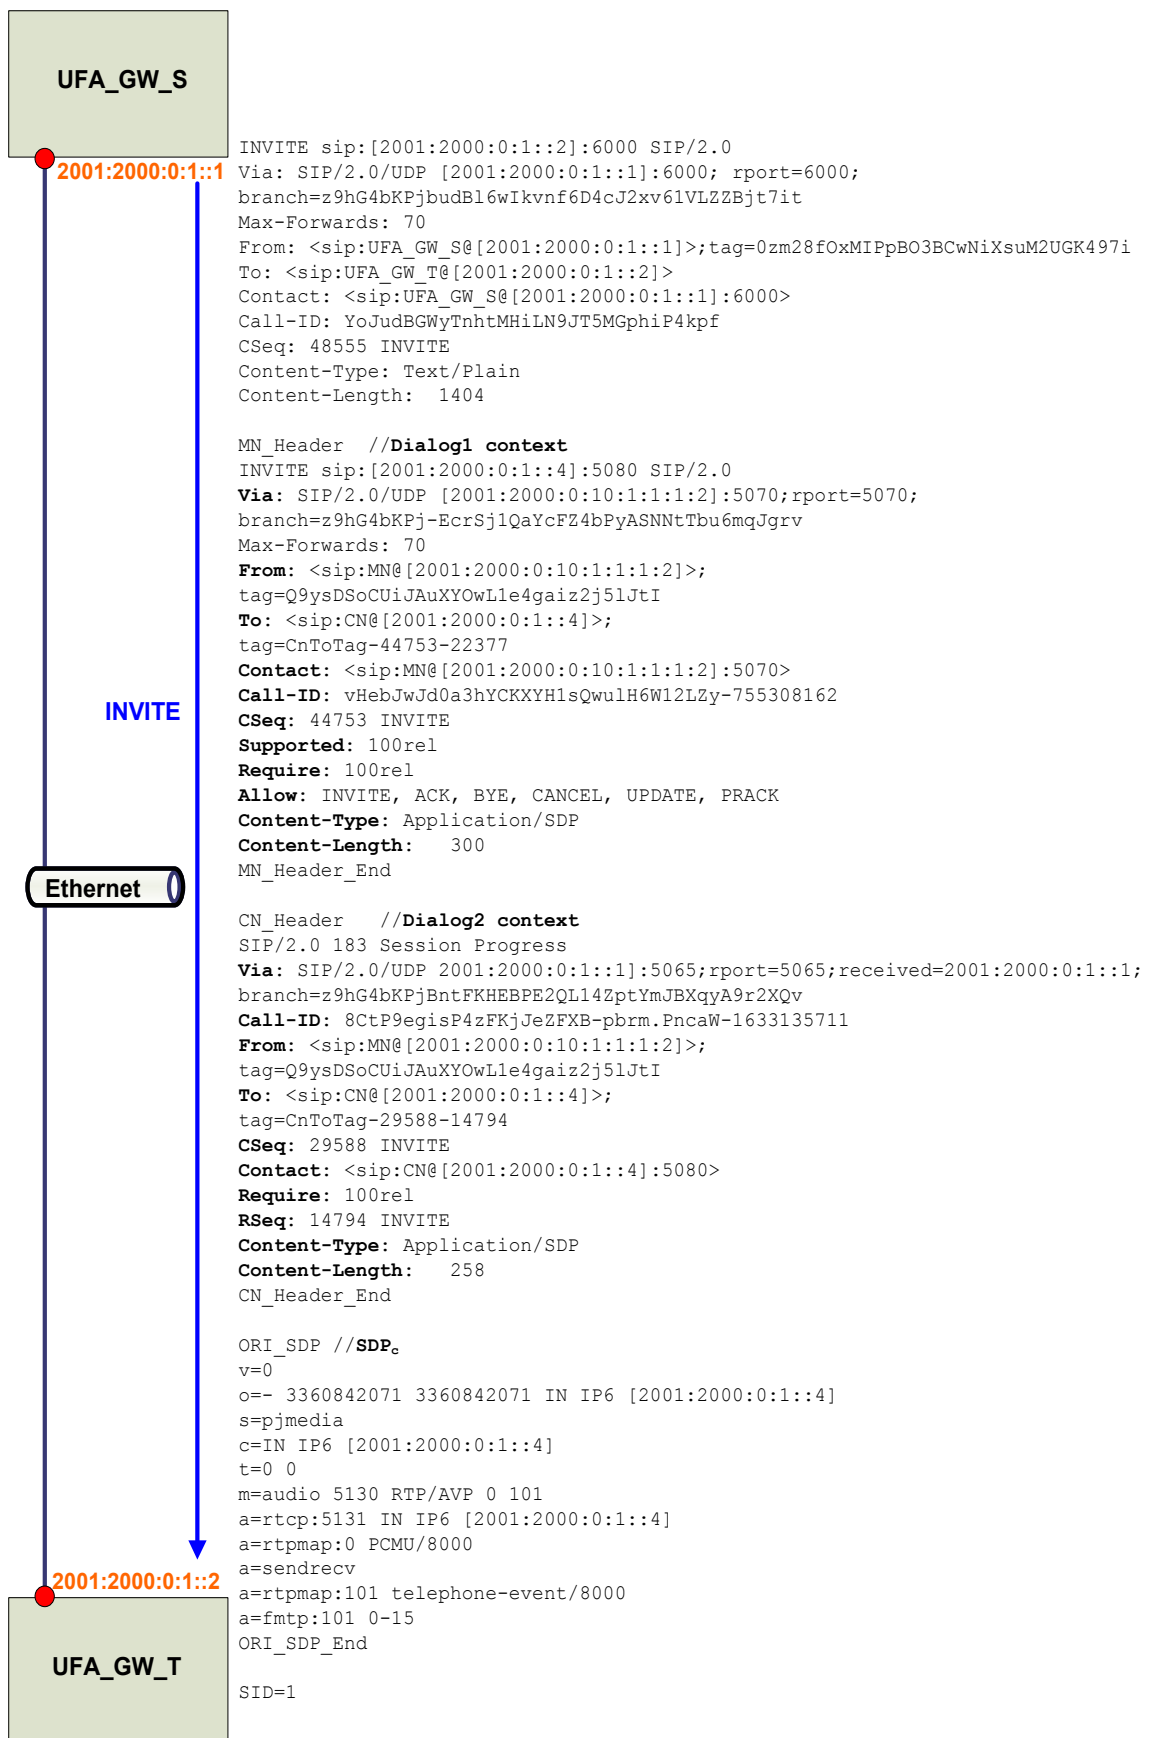 UFA_GW_S
2001:2000:0:1::1
INVITE sip:[2001:2000:0:1::2]:6000 SIP/2.0
Via: SIP/2.0/UDP [2001:2000:0:1::1]:6000; rport=6000;
branch=z9hG4bKPjbudBl6wIkvnf6D4cJ2xv61VLZZBjt7it
Max-Forwards: 70
From: <sip:UFA_GW_S@[2001:2000:0:1::1]>;tag=0zm28fOxMIPpBO3BCwNiXsuM2UGK497i
To: <sip:UFA_GW_T@[2001:2000:0:1::2]>
Contact: <sip:UFA_GW_S@[2001:2000:0:1::1]:6000>
Call-ID: YoJudBGWyTnhtMHiLN9JT5MGphiP4kpf
CSeq: 48555 INVITE
Content-Type: Text/Plain
Content-Length:  1404
MN_Header  //Dialog1 context
INVITE sip:[2001:2000:0:1::4]:5080 SIP/2.0
Via: SIP/2.0/UDP [2001:2000:0:10:1:1:1:2]:5070;rport=5070;
branch=z9hG4bKPj-EcrSj1QaYcFZ4bPyASNNtTbu6mqJgrv
Max-Forwards: 70
From: <sip:MN@[2001:2000:0:10:1:1:1:2]>;
tag=Q9ysDSoCUiJAuXYOwL1e4gaiz2j5lJtI
To: <sip:CN@[2001:2000:0:1::4]>;
tag=CnToTag-44753-22377
Contact: <sip:MN@[2001:2000:0:10:1:1:1:2]:5070>
Call-ID: vHebJwJd0a3hYCKXYH1sQwulH6W12LZy-755308162
CSeq: 44753 INVITE
Supported: 100rel
Require: 100rel
Allow: INVITE, ACK, BYE, CANCEL, UPDATE, PRACK
Content-Type: Application/SDP
Content-Length:   300
MN_Header_End
INVITE
Ethernet
CN_Header   //Dialog2 context
SIP/2.0 183 Session Progress
Via: SIP/2.0/UDP 2001:2000:0:1::1]:5065;rport=5065;received=2001:2000:0:1::1;
branch=z9hG4bKPjBntFKHEBPE2QL14ZptYmJBXqyA9r2XQv
Call-ID: 8CtP9egisP4zFKjJeZFXB-pbrm.PncaW-1633135711
From: <sip:MN@[2001:2000:0:10:1:1:1:2]>;
tag=Q9ysDSoCUiJAuXYOwL1e4gaiz2j5lJtI
To: <sip:CN@[2001:2000:0:1::4]>;
tag=CnToTag-29588-14794
CSeq: 29588 INVITE
Contact: <sip:CN@[2001:2000:0:1::4]:5080>
Require: 100rel
RSeq: 14794 INVITE
Content-Type: Application/SDP
Content-Length:   258
CN_Header_End
ORI_SDP //SDPc
v=0
o=- 3360842071 3360842071 IN IP6 [2001:2000:0:1::4]
s=pjmedia
c=IN IP6 [2001:2000:0:1::4]
t=0 0
m=audio 5130 RTP/AVP 0 101
a=rtcp:5131 IN IP6 [2001:2000:0:1::4]
a=rtpmap:0 PCMU/8000
a=sendrecv
a=rtpmap:101 telephone-event/8000
a=fmtp:101 0-15
ORI_SDP_End
SID=1
2001:2000:0:1::2
UFA_GW_T